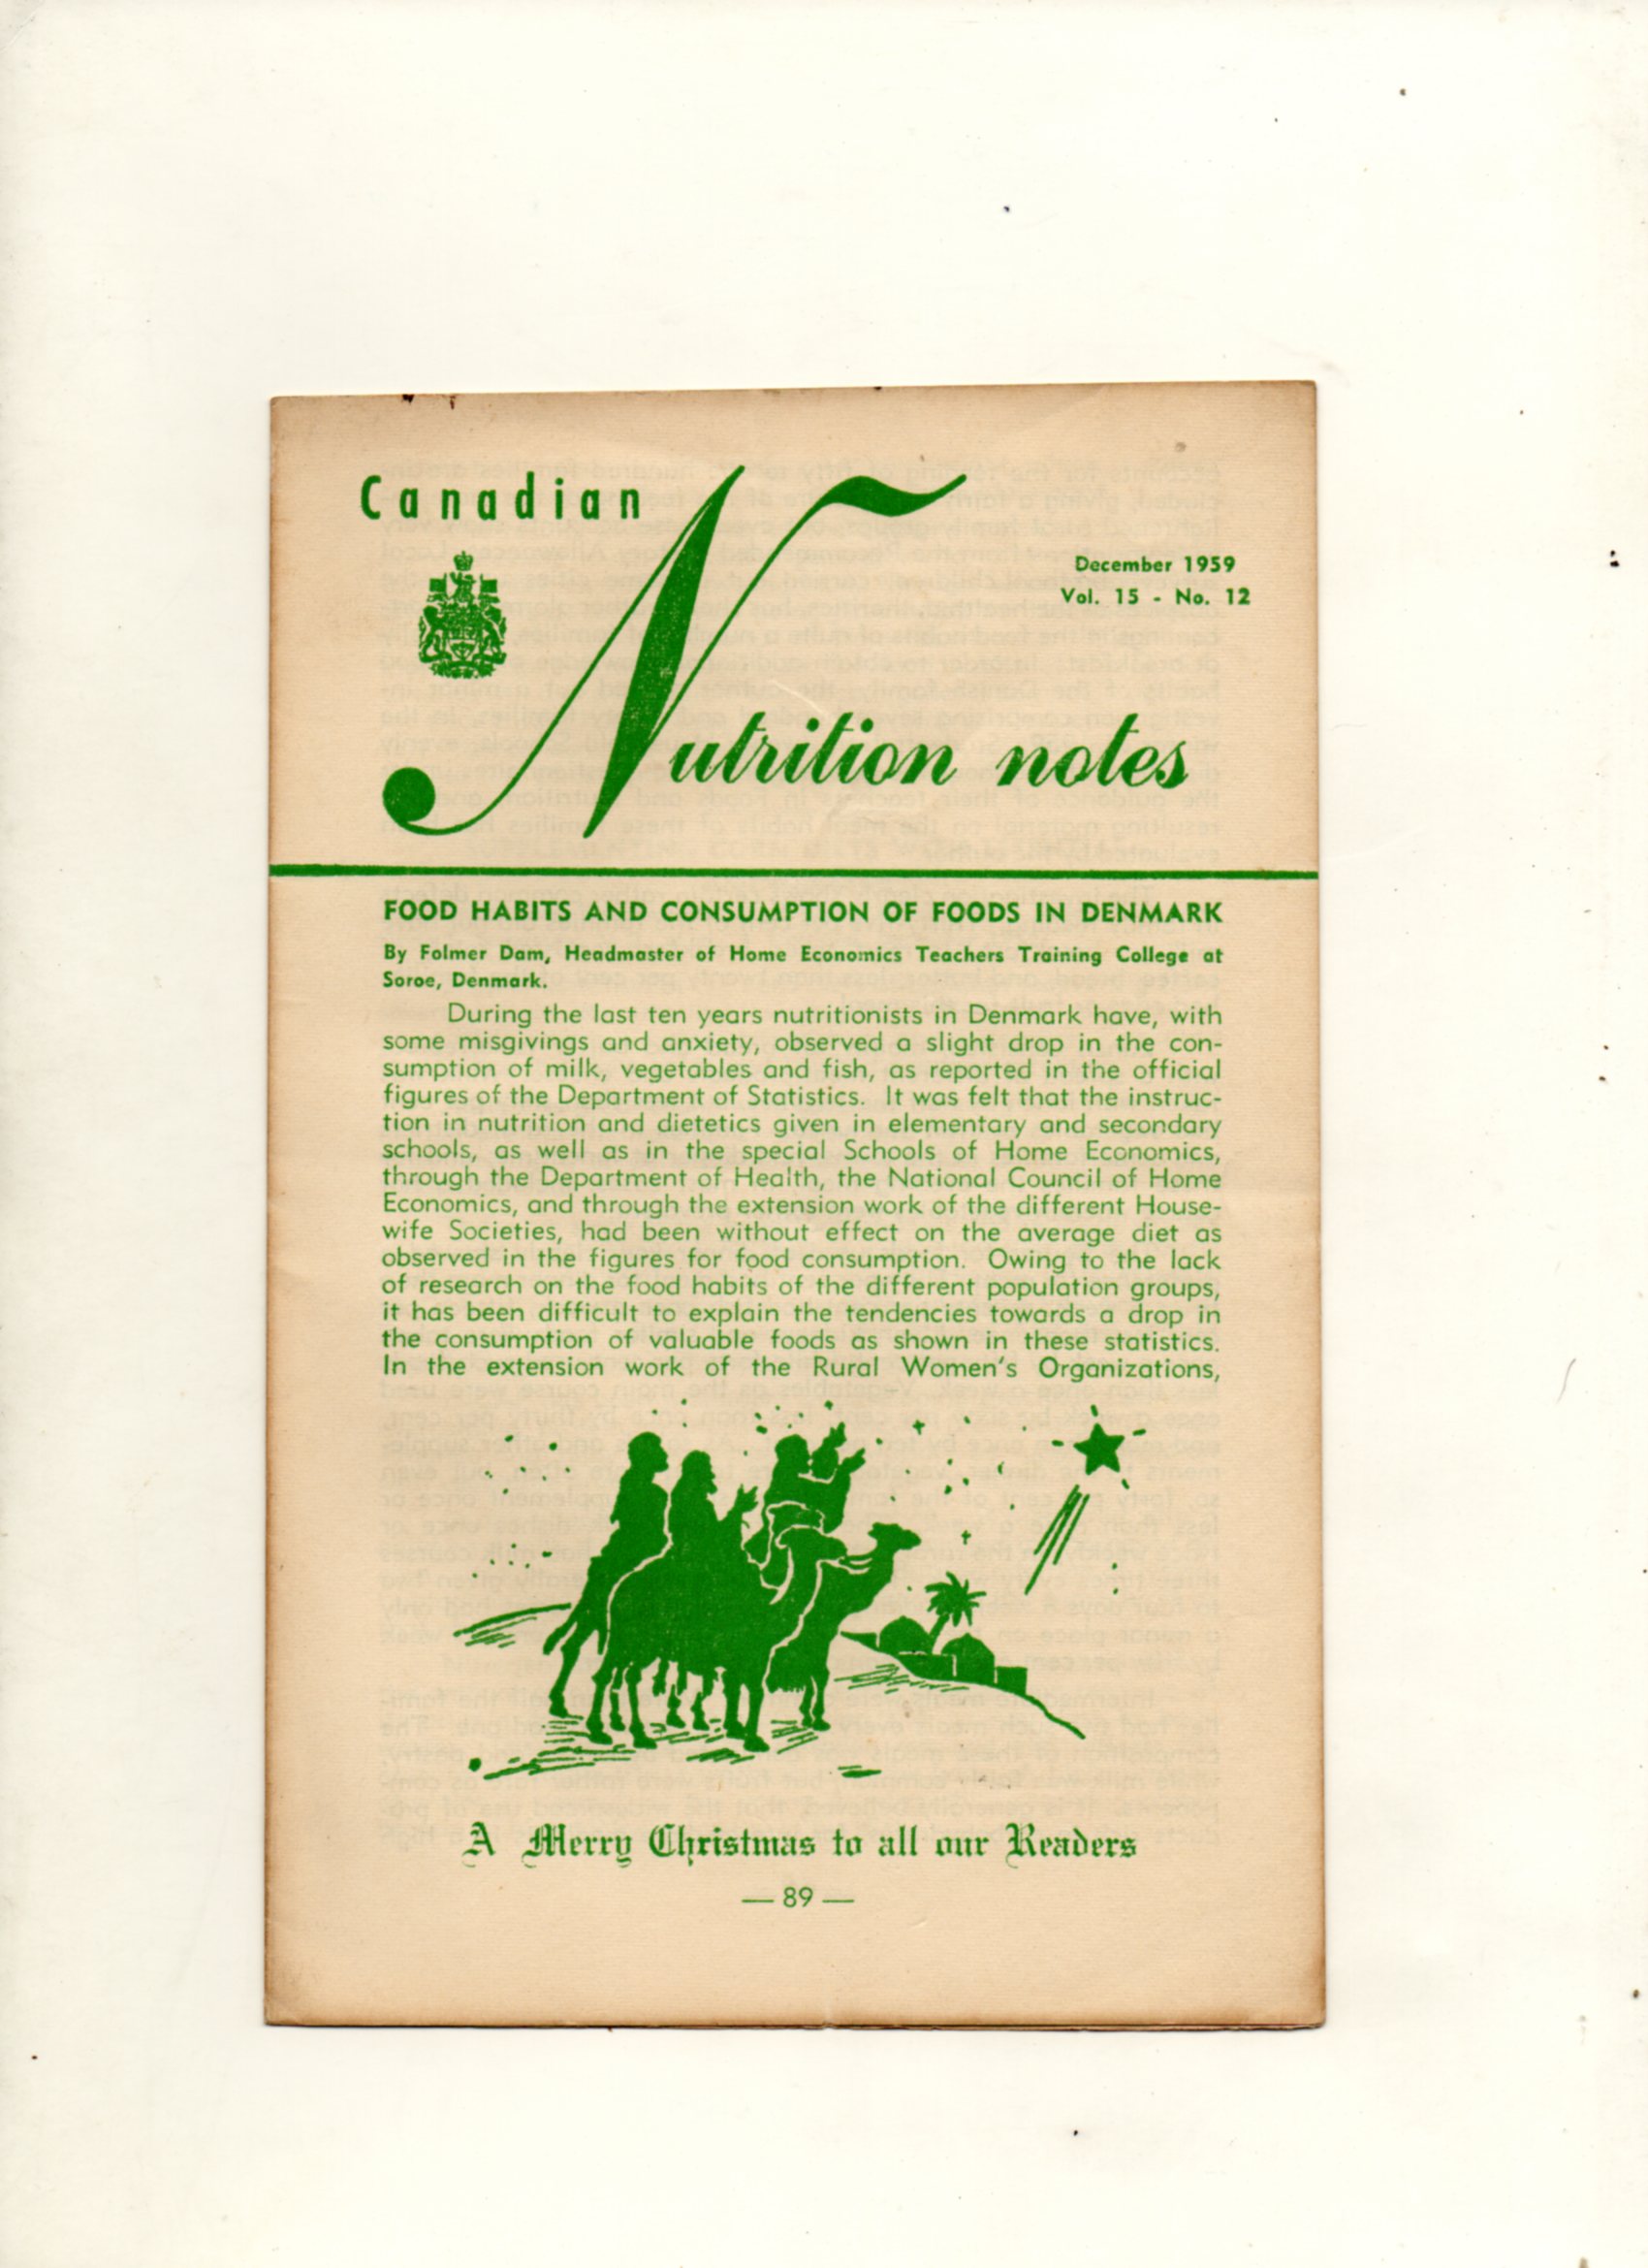 Canadian
Nutrition notes
December 1959
Vol. 15 - No. 12
FOOD HABITS AND CONSUMPTION OF FOODS IN DENMARK
By Folmer Dam, Headmaster of Home Economics Teachers Training College at
Soroe, Denmark.
During the last ten years nutritionists in Denmark have, with
some misgivings and anxiety, observed a slight drop in the con-
sumption of milk, vegetables and fish, as reported in the official
figures of the Department of Statistics. It was felt that the instruc-
tion in nutrition and dietetics given in elementary and secondary
schools, as well as in the special Schools of Home Economics,
through the Department of Health, the National Council of Home
Economics, and through the extension work of the different House-
wife Societies, had been without effect on the average diet as
observed in the figures for food consumption. Owing to the lack
of research on the food habits of the different population groups,
it has been difficult to explain the tendencies towards a drop in
the consumption of valuable foods as shown in these statistics.
In the extension work of the Rural Women's Organizations,
A Merry Christmas to all our Readers
— 89 —